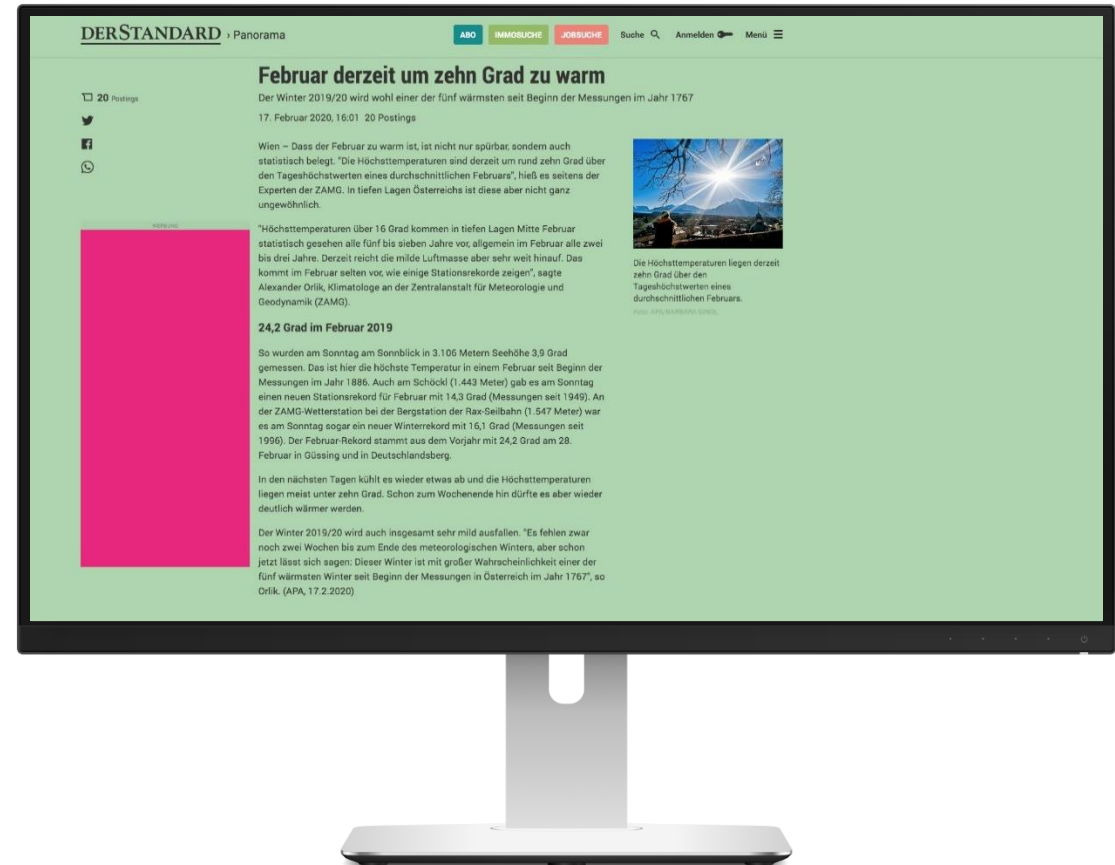 DERSTANDARD › Panorama
ABO
IMMOSUCHE
JOBSUCHE
Suche
Anmelden
Menü
Februar derzeit um zehn Grad zu warm
20 Postings
Der Winter 2019/20 wird wohl einer der fünf wärmsten seit Beginn der Messungen im Jahr 1767
17. Februar 2020, 16:01 20 Postings
Wien – Dass der Februar zu warm ist, ist nicht nur spürbar, sondern auch
statistisch belegt. "Die Höchsttemperaturen sind derzeit um rund zehn Grad über
den Tageshöchstwerten eines durchschnittlichen Februars", hieß es seitens der
Experten der ZAMG. In tiefen Lagen Österreichs ist diese aber nicht ganz
ungewöhnlich.
WERBUNG
"Höchsttemperaturen über 16 Grad kommen in tiefen Lagen Mitte Februar
statistisch gesehen alle fünf bis sieben Jahre vor, allgemein im Februar alle zwei
bis drei Jahre. Derzeit reicht die milde Luftmasse aber sehr weit hinauf. Das
kommt im Februar selten vor, wie einige Stationsrekorde zeigen", sagte
Alexander Orlik, Klimatologe an der Zentralanstalt für Meteorologie und
Geodynamik (ZAMG).
Die Höchsttemperaturen liegen derzeit
zehn Grad über den
Tageshöchstwerten eines
durchschnittlichen Februars.
24,2 Grad im Februar 2019
So wurden am Sonntag am Sonnblick in 3.106 Metern Seehöhe 3,9 Grad
gemessen. Das ist hier die höchste Temperatur in einem Februar seit Beginn der
Messungen im Jahr 1886. Auch am Schöckl (1.443 Meter) gab es am Sonntag
einen neuen Stationsrekord für Februar mit 14,3 Grad (Messungen seit 1949). An
der ZAMG-Wetterstation bei der Bergstation der Rax-Seilbahn (1.547 Meter) war
es am Sonntag sogar ein neuer Winterrekord mit 16,1 Grad (Messungen seit
1996). Der Februar-Rekord stammt aus dem Vorjahr mit 24,2 Grad am 28.
Februar in Güssing und in Deutschlandsberg.
In den nächsten Tagen kühlt es wieder etwas ab und die Höchsttemperaturen
liegen meist unter zehn Grad. Schon zum Wochenende hin dürfte es aber wieder
deutlich wärmer werden.
Der Winter 2019/20 wird auch insgesamt sehr mild ausfallen. "Es fehlen zwar
noch zwei Wochen bis zum Ende des meteorologischen Winters, aber schon
jetzt lässt sich sagen: Dieser Winter ist mit großer Wahrscheinlichkeit einer der
fünf wärmsten Winter seit Beginn der Messungen in Österreich im Jahr 1767", so
Orlik. (APA, 17.2.2020)